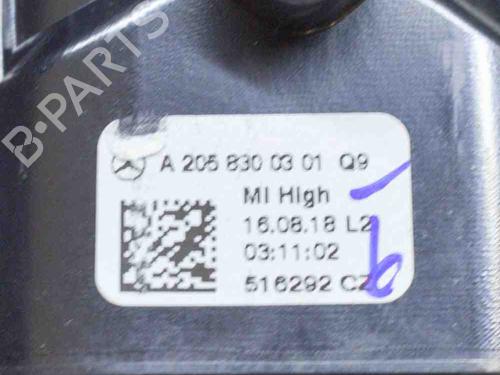 B-PARTS
A 205 830 03 01 Q9
MI High
16.08.18 L2
03:11:02
516292 CZ
b